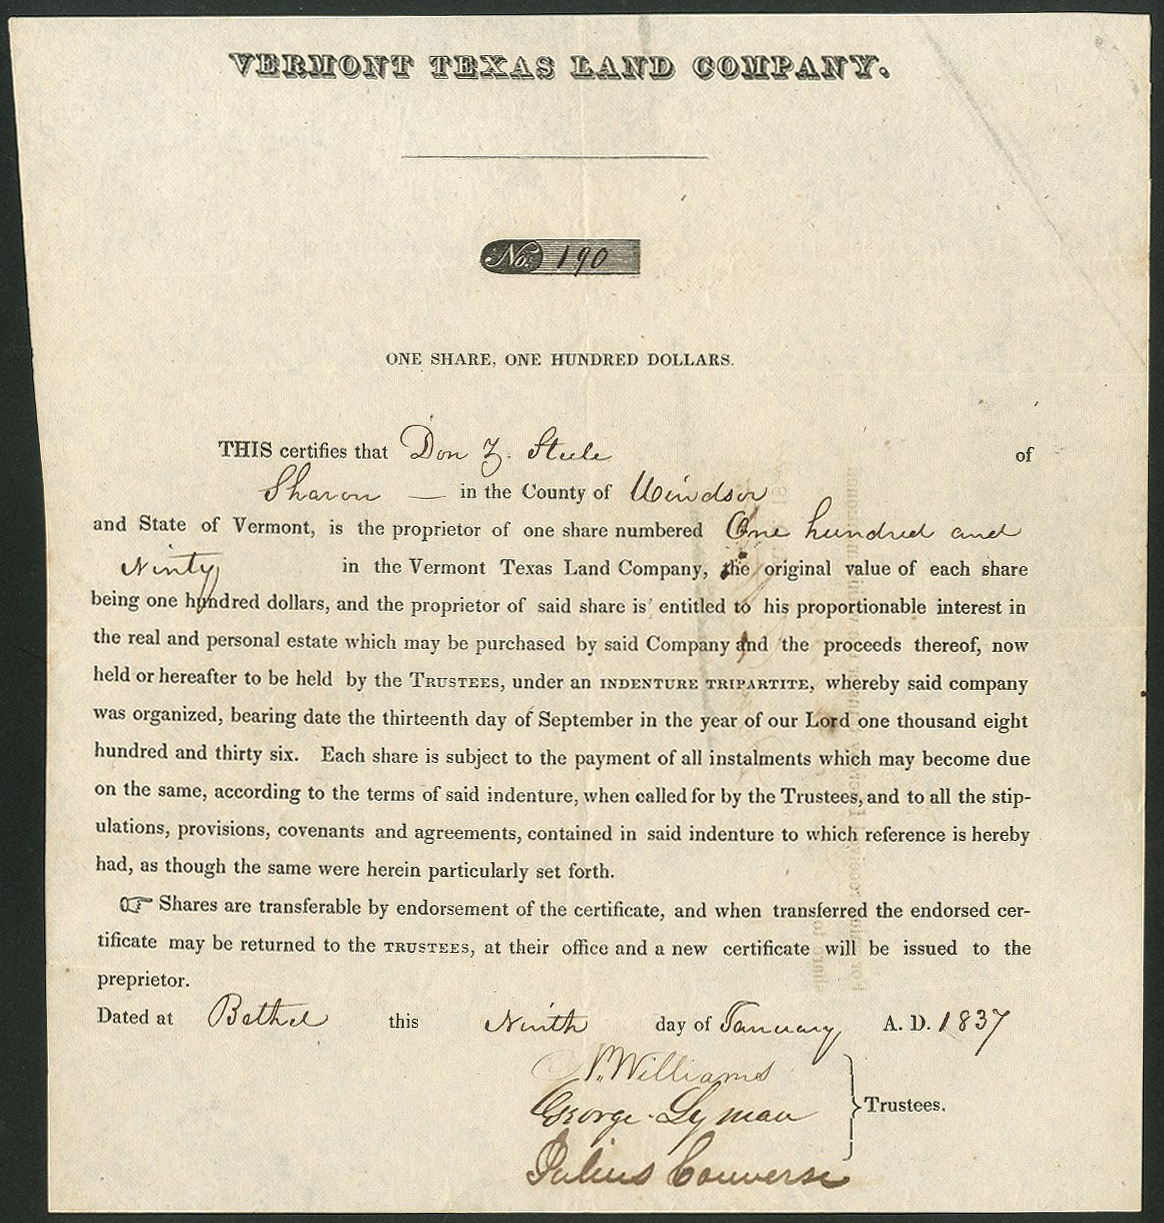 VERMONT TEXAS LAND COMPANY.
No. 190
ONE SHARE, ONE HUNDRED DOLLARS.
THIS certifies that Don Z. Steele of
Sharon — in the County of Windsor
and State of Vermont, is the proprietor of one share numbered One hundred and
Ninty in the Vermont Texas Land Company, the original value of each share
being one hundred dollars, and the proprietor of said share is entitled to his proportionable interest in
the real and personal estate which may be purchased by said Company and the proceeds thereof, now
held or hereafter to be held by the TRUSTEES, under an INDENTURE TRIPARTITE, whereby said company
was organized, bearing date the thirteenth day of September in the year of our Lord one thousand eight
hundred and thirty six. Each share is subject to the payment of all instalments which may become due
on the same, according to the terms of said indenture, when called for by the Trustees, and to all the stip-
ulations, provisions, covenants and agreements, contained in said indenture to which reference is hereby
had, as though the same were herein particularly set forth.
☞ Shares are transferable by endorsement of the certificate, and when transferred the endorsed cer-
tificate may be returned to the TRUSTEES, at their office and a new certificate will be issued to the
preprietor.
Dated at Bethel this Ninth day of January A. D. 1837
N. Williams
George Lyman
Trustees.
Julius Converse